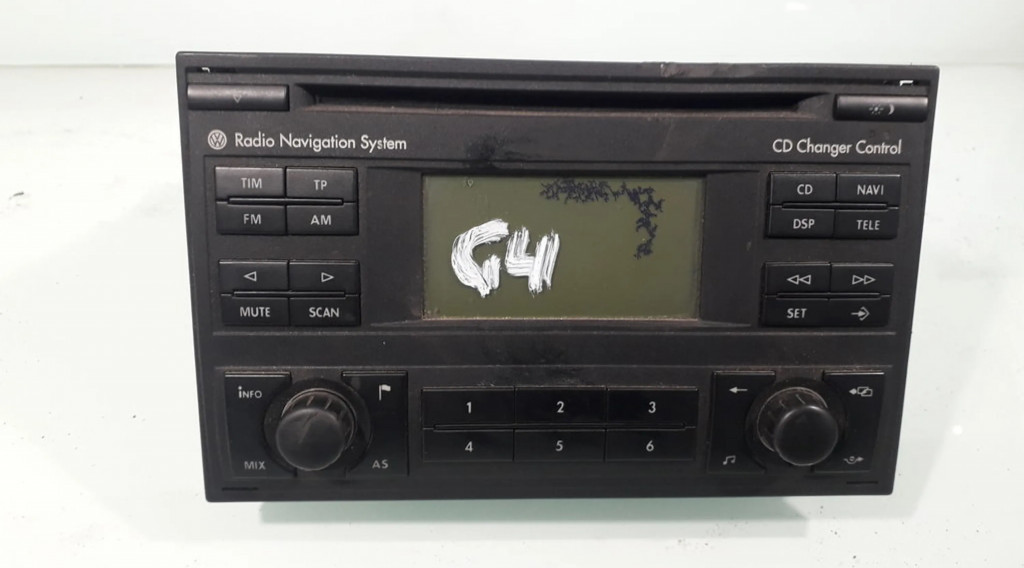 Radio Navigation System CD Changer Control
TIM TP CD NAVI
FM AM DSP TELE
G4
MUTE SCAN SET
iNFO
1 2 3
4 5 6
MIX AS